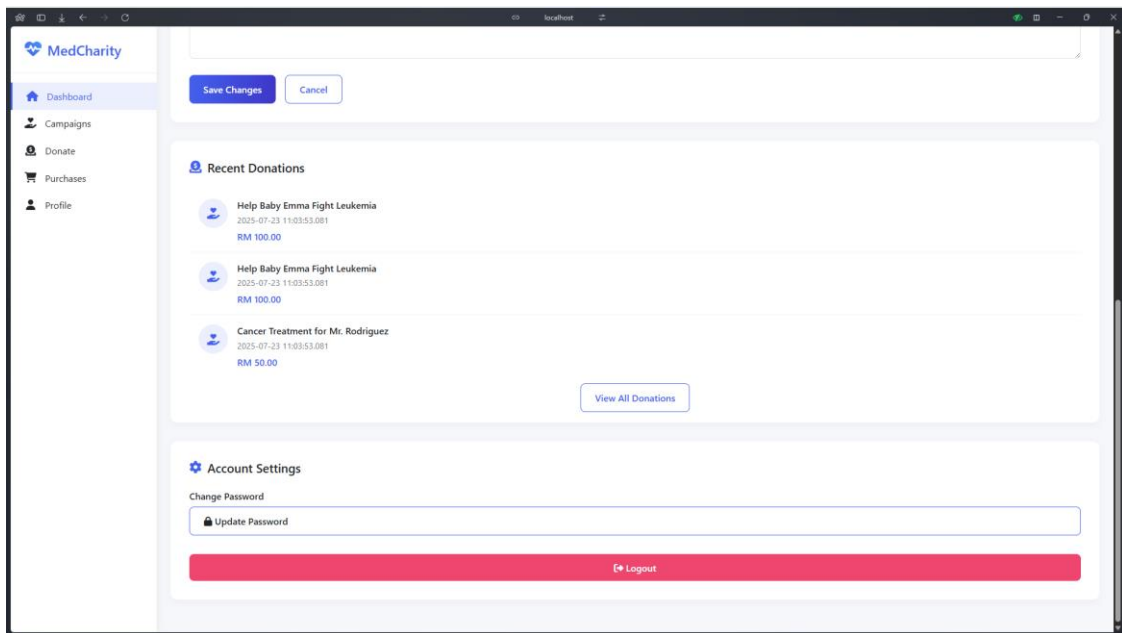 localhost
MedCharity
Dashboard
Campaigns
Donate
Purchases
Profile
Save Changes
Cancel
Recent Donations
Help Baby Emma Fight Leukemia
2025-07-23 11:03:53.081
RM 100.00
Help Baby Emma Fight Leukemia
2025-07-23 11:03:53.081
RM 100.00
Cancer Treatment for Mr. Rodriguez
2025-07-23 11:03:53.081
RM 50.00
View All Donations
Account Settings
Change Password
Update Password
Logout